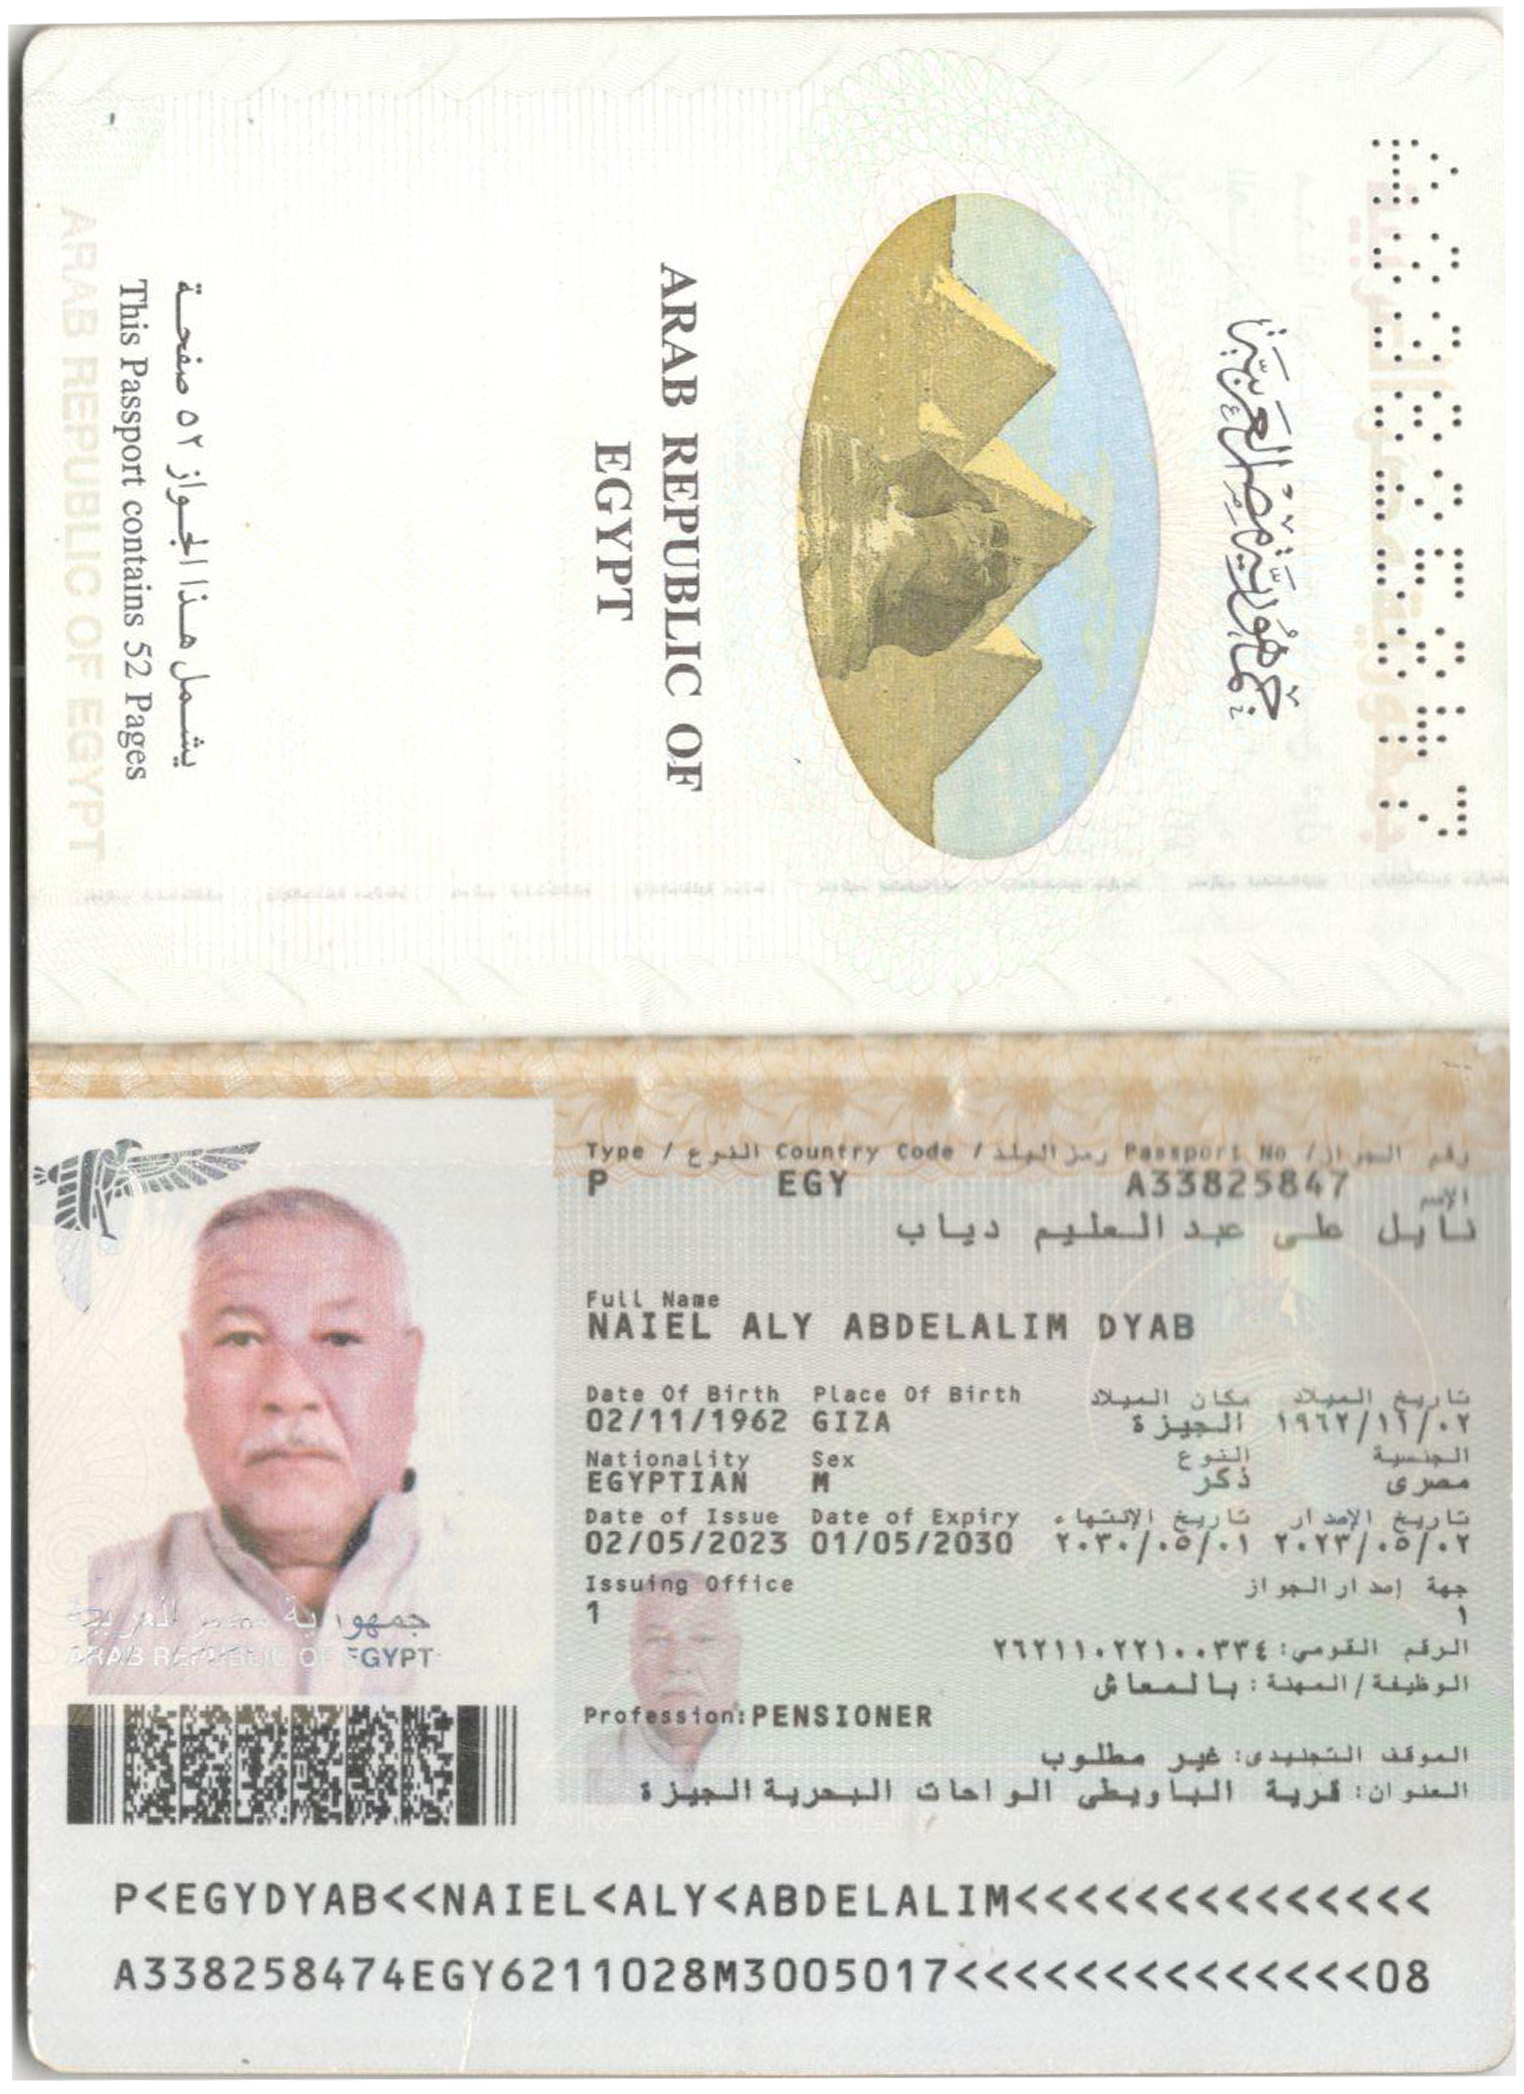 جمهورية مصر العربية
ARAB REPUBLIC OF
EGYPT
يشمل هذا الجواز ٥٢ صفحة
This Passport contains 52 Pages
ARAB REPUBLIC OF EGYPT
Type / النوع Country Code / رمز البلد Passport No / رقم الجواز
P EGY A33825847
الإسم
نايل على عبد العليم دياب
Full Name
NAIEL ALY ABDELALIM DYAB
Date Of Birth Place Of Birth مكان الميلاد تاريخ الميلاد
02/11/1962 GIZA الجيزة ١٩٦٢/١١/٠٢
Nationality Sex النوع الجنسية
EGYPTIAN M ذكر مصرى
Date of Issue Date of Expiry تاريخ الإنتهاء تاريخ الإصدار
02/05/2023 01/05/2030 ٢٠٣٠/٠٥/٠١ ٢٠٢٣/٠٥/٠٢
Issuing Office جهة إصدار الجواز
1 ١
الرقم القومى: ٢٦٢١١٠٢٢١٠٠٣٣٤
الوظيفة/المهنة: بالمعاش
Profession: PENSIONER
الموقف التجنيدى: غير مطلوب
العنوان: قرية الباويطى الواحات البحرية الجيزة
جمهورية مصر العربية
ARAB REPUBLIC OF EGYPT
P<EGYDYAB<<NAIEL<ALY<ABDELALIM<<<<<<<<<<<<<<
A338258474EGY6211028M3005017<<<<<<<<<<<<<<08